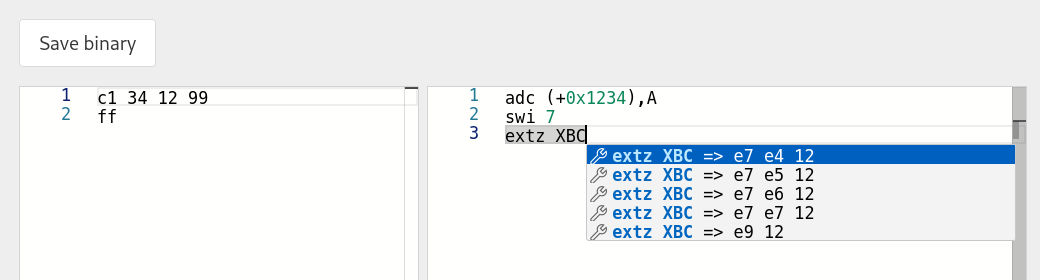 Save binary
1 c1 34 12 99
2 ff
1 adc (+0x1234),A
2 swi 7
3 extz XBC
extz XBC => e7 e4 12
extz XBC => e7 e5 12
extz XBC => e7 e6 12
extz XBC => e7 e7 12
extz XBC => e9 12